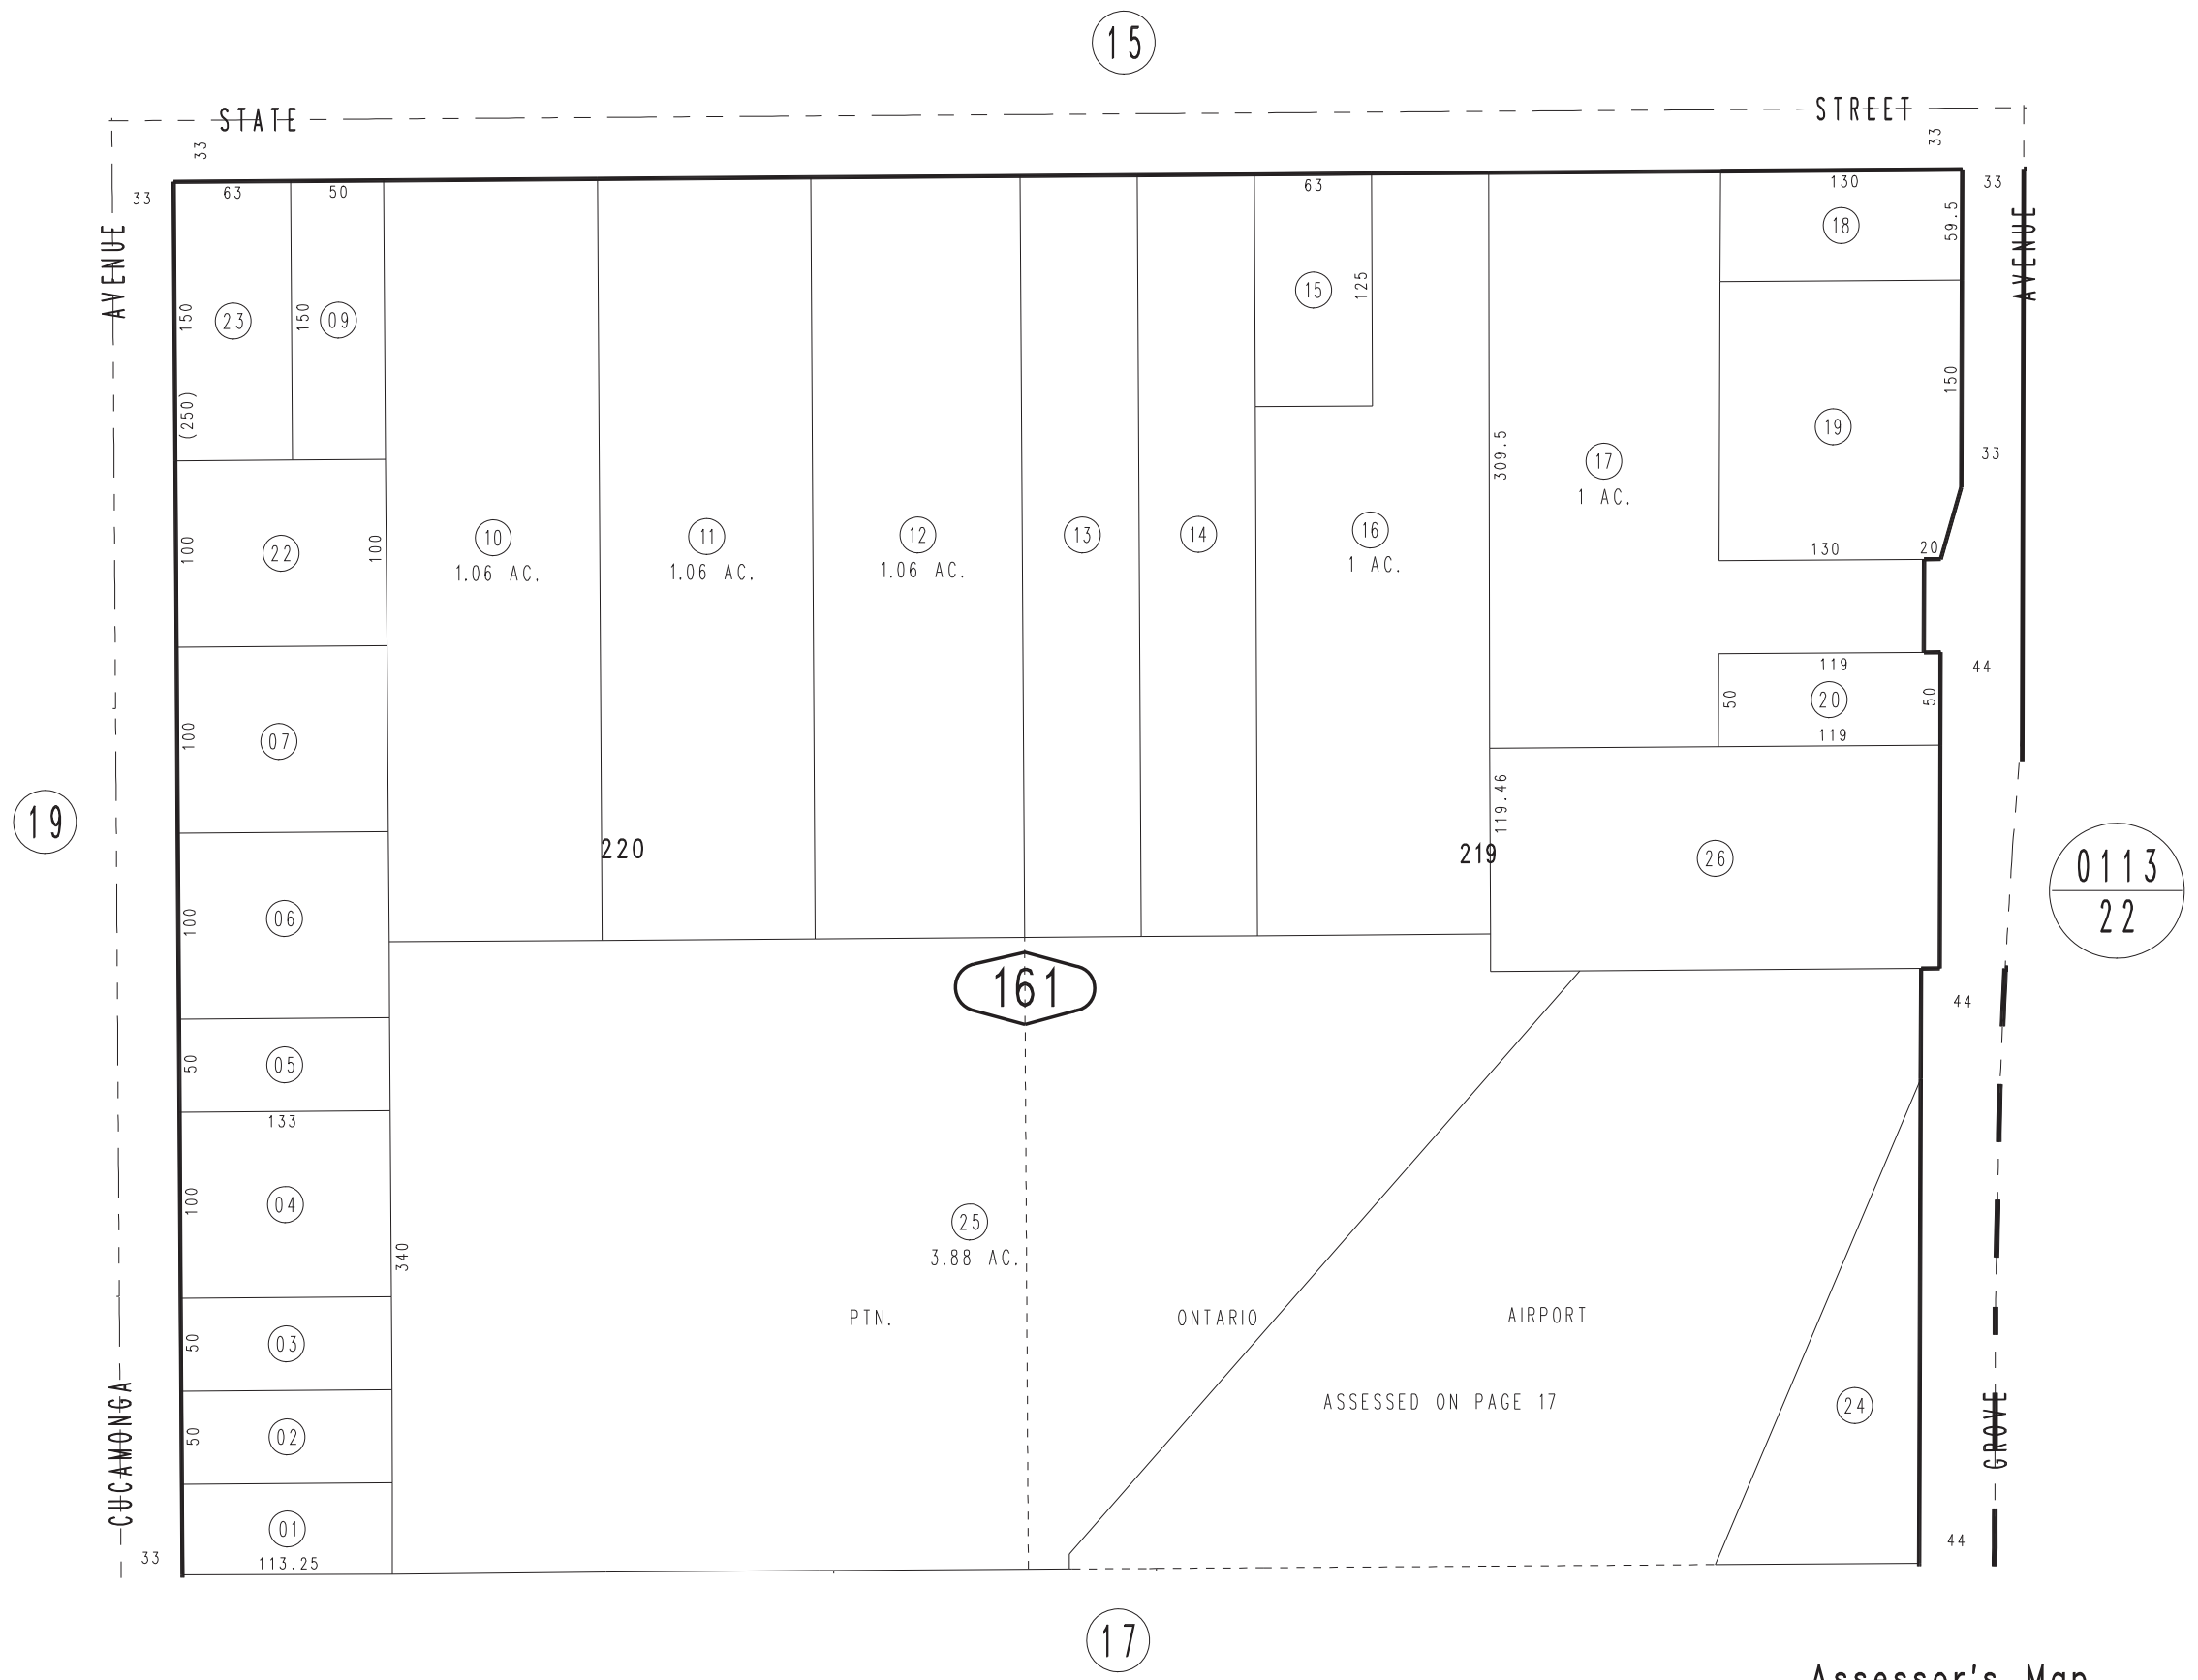 15
STATE STREET
33 33
33 63 50 63 130 33
AVENUE AVENUE
18 59.5
15 125
150 23 150 09
(250)
150
19
33
309.5
17
1 AC.
100 22 100
10
1.06 AC.
11
1.06 AC.
12
1.06 AC.
13
14
16
1 AC.
130 20
119 44
50 20 50
119
100 07
119.46
19
220 219
26
0113
22
100 06
161
44
50 05
133
100 04
340
25
3.88 AC.
PTN. ONTARIO AIRPORT
50 03
ASSESSED ON PAGE 17
24
CUCAMONGA GROVE
50 02
01
33 113.25 44
17
Assessor's Map